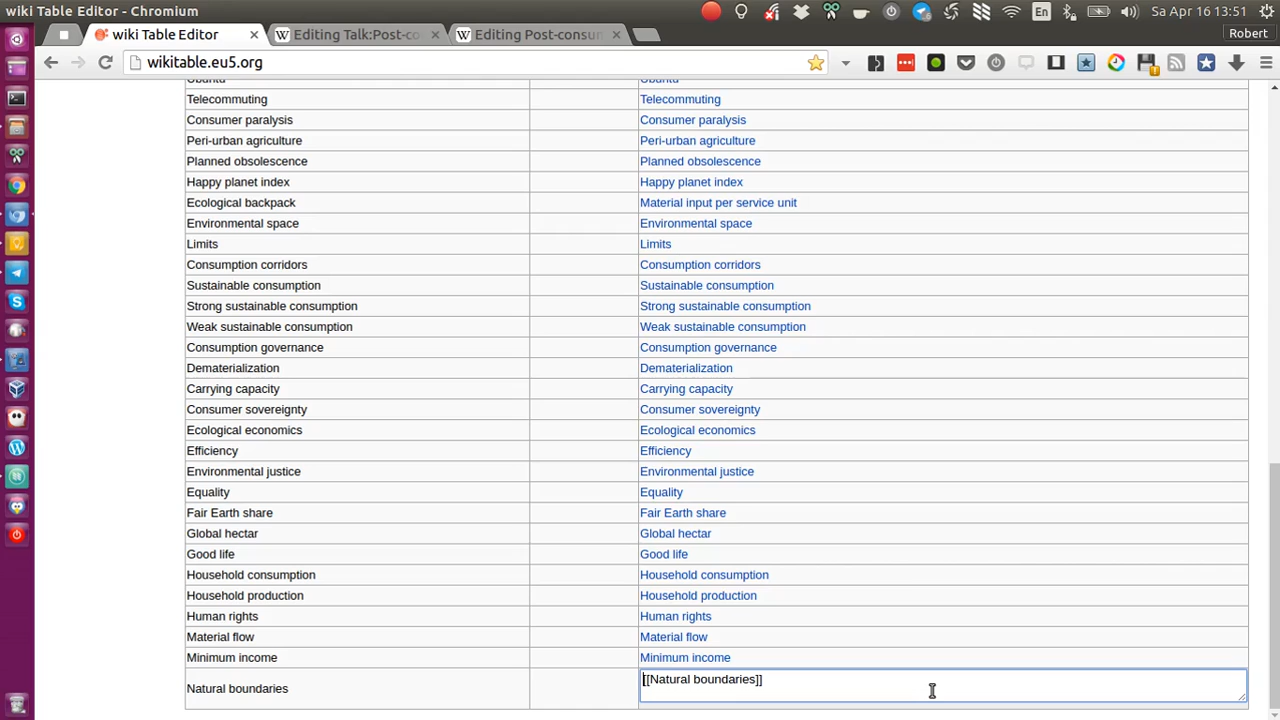 wiki Table Editor - Chromium
En
Sa Apr 16 13:51
wiki Table Editor
Editing Talk:Post-co
Editing Post-consun
Robert
wikitable.eu5.org
Ubuntu Ubuntu
Telecommuting Telecommuting
Consumer paralysis Consumer paralysis
Peri-urban agriculture Peri-urban agriculture
Planned obsolescence Planned obsolescence
Happy planet index Happy planet index
Ecological backpack Material input per service unit
Environmental space Environmental space
Limits Limits
Consumption corridors Consumption corridors
Sustainable consumption Sustainable consumption
Strong sustainable consumption Strong sustainable consumption
Weak sustainable consumption Weak sustainable consumption
Consumption governance Consumption governance
Dematerialization Dematerialization
Carrying capacity Carrying capacity
Consumer sovereignty Consumer sovereignty
Ecological economics Ecological economics
Efficiency Efficiency
Environmental justice Environmental justice
Equality Equality
Fair Earth share Fair Earth share
Global hectar Global hectar
Good life Good life
Household consumption Household consumption
Household production Household production
Human rights Human rights
Material flow Material flow
Minimum income Minimum income
Natural boundaries [[Natural boundaries]]